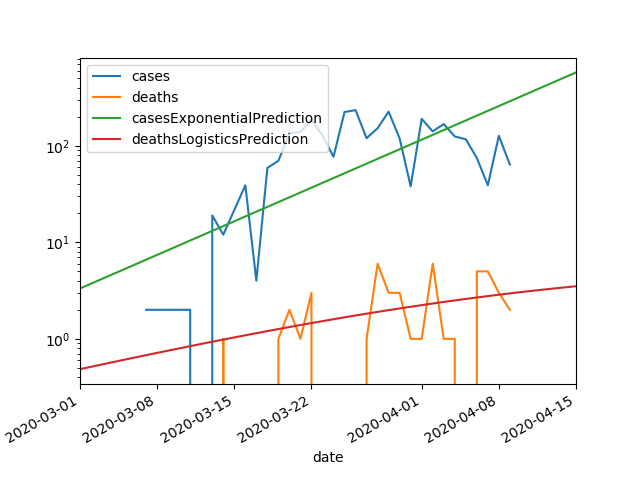 cases
deaths
casesExponentialPrediction
deathsLogisticsPrediction
10²
10¹
10⁰
2020-03-01
2020-03-08
2020-03-15
2020-03-22
2020-04-01
2020-04-08
2020-04-15
date